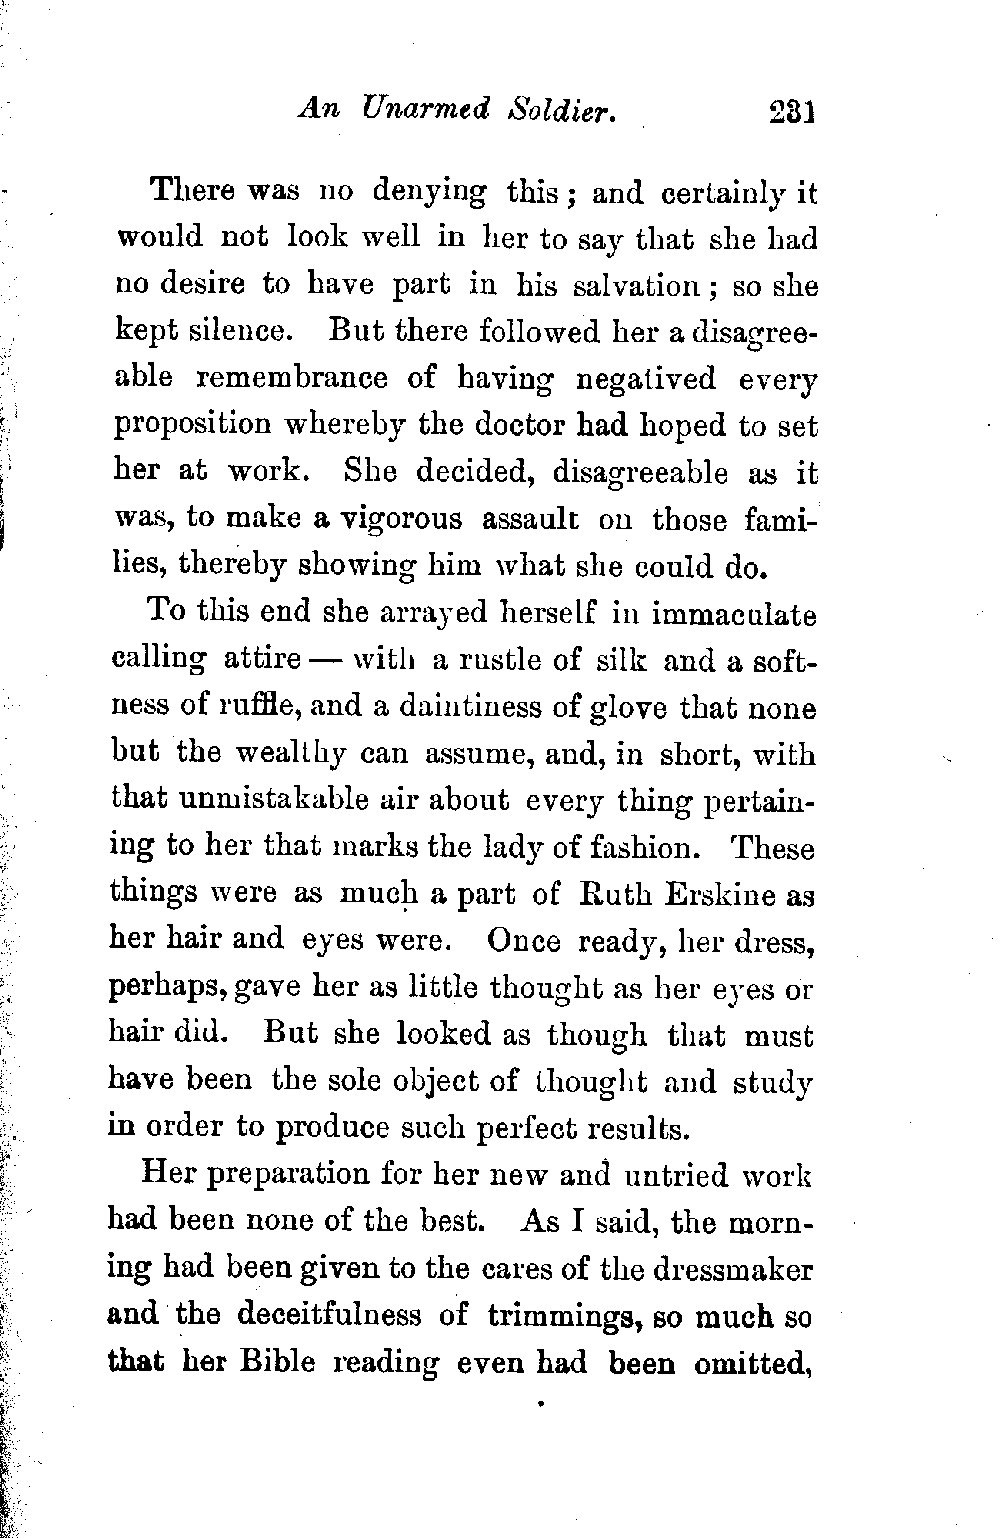 An Unarmed Soldier. 231
There was no denying this; and certainly it
would not look well in her to say that she had
no desire to have part in his salvation; so she
kept silence. But there followed her a disagree-
able remembrance of having negatived every
proposition whereby the doctor had hoped to set
her at work. She decided, disagreeable as it
was, to make a vigorous assault on those fami-
lies, thereby showing him what she could do.
To this end she arrayed herself in immaculate
calling attire — with a rustle of silk and a soft-
ness of ruffle, and a daintiness of glove that none
but the wealthy can assume, and, in short, with
that unmistakable air about every thing pertain-
ing to her that marks the lady of fashion. These
things were as much a part of Ruth Erskine as
her hair and eyes were. Once ready, her dress,
perhaps, gave her as little thought as her eyes or
hair did. But she looked as though that must
have been the sole object of thought and study
in order to produce such perfect results.
Her preparation for her new and untried work
had been none of the best. As I said, the morn-
ing had been given to the cares of the dressmaker
and the deceitfulness of trimmings, so much so
that her Bible reading even had been omitted,